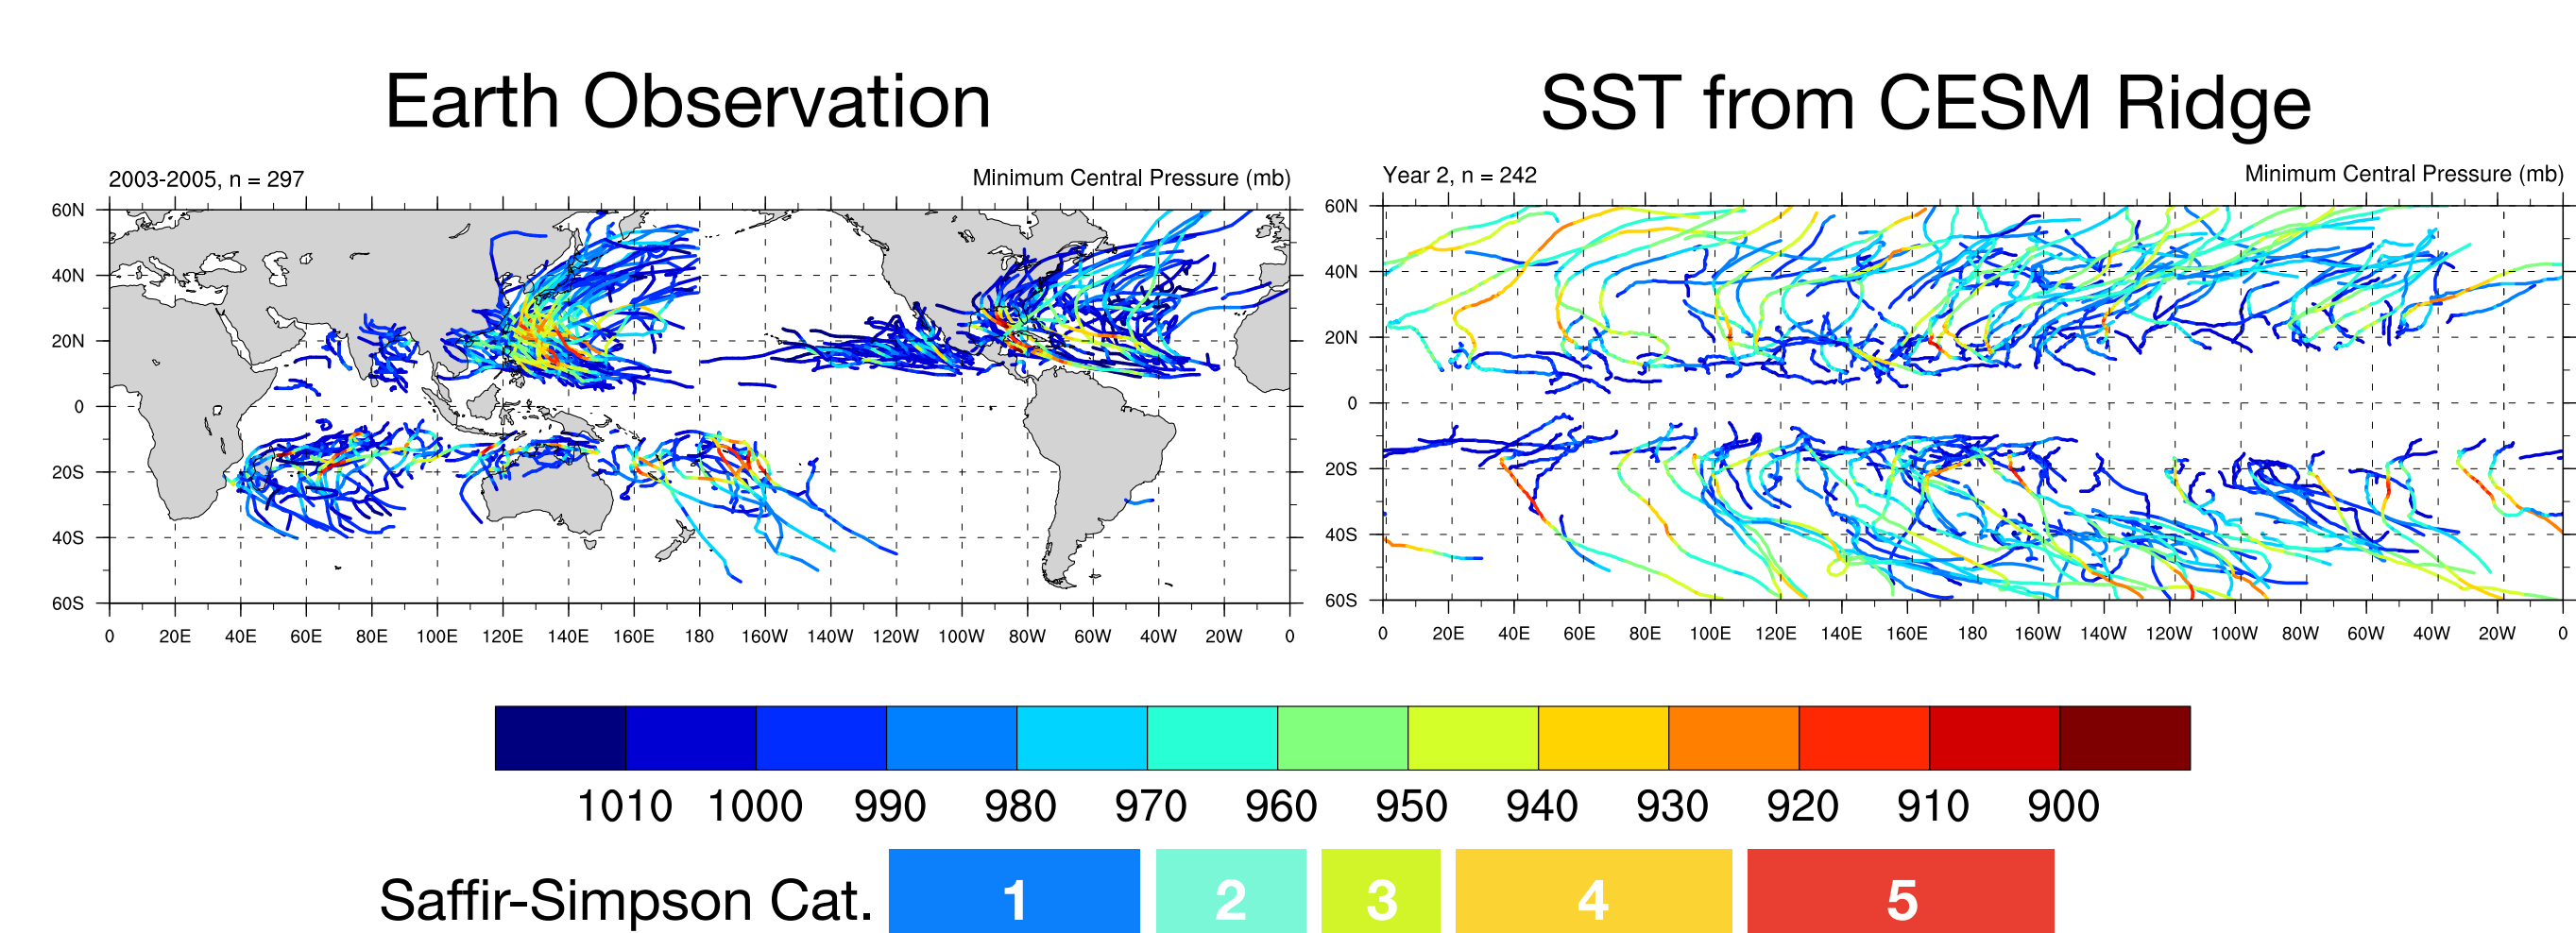 Earth Observation
SST from CESM Ridge
2003-2005, n = 297
Minimum Central Pressure (mb)
Year 2, n = 242
Minimum Central Pressure (mb)
60N
40N
20N
0
20S
40S
60S
0 20E 40E 60E 80E 100E 120E 140E 160E 180 160W 140W 120W 100W 80W 60W 40W 20W 0
60N
40N
20N
0
20S
40S
60S
0 20E 40E 60E 80E 100E 120E 140E 160E 180 160W 140W 120W 100W 80W 60W 40W 20W 0
1010 1000 990 980 970 960 950 940 930 920 910 900
Saffir-Simpson Cat. 1 2 3 4 5